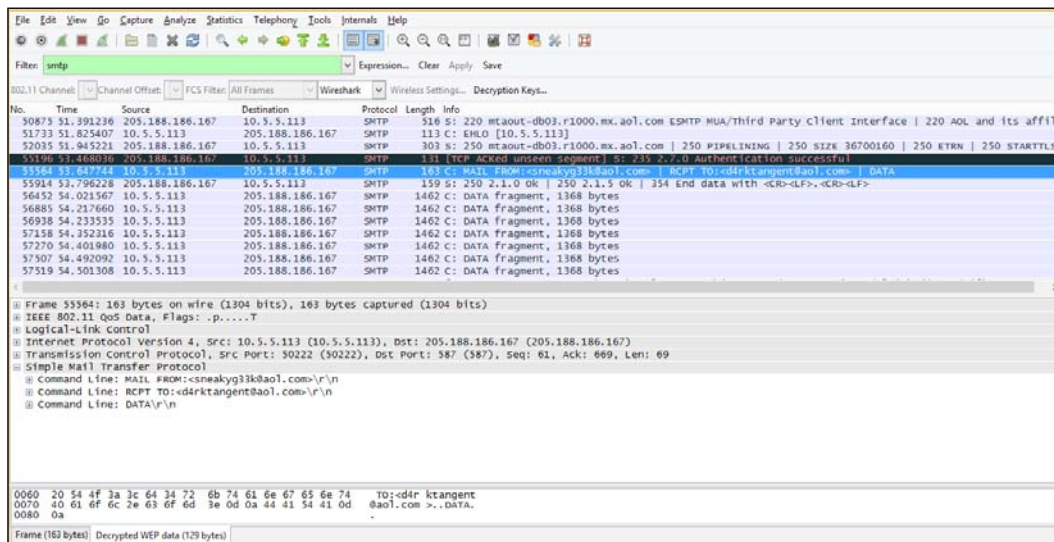 File Edit View Go Capture Analyze Statistics Telephony Tools Internals Help
Filter: smtp Expression... Clear Apply Save
802.11 Channel: Channel Offset: FCS Filter: All Frames Wireshark Wireless Settings... Decryption Keys...
No. Time Source Destination Protocol Length Info
50875 51.391236 205.188.186.167 10.5.5.113 SMTP 516 S: 220 mtaout-db03.r1000.mx.aol.com ESMTP MUA/Third Party Client Interface | 220 AOL and its affil
51733 51.825407 10.5.5.113 205.188.186.167 SMTP 113 C: EHLO [10.5.5.113]
52035 51.945221 205.188.186.167 10.5.5.113 SMTP 303 S: 250 mtaout-db03.r1000.mx.aol.com | 250 PIPELINING | 250 SIZE 36700160 | 250 ETRN | 250 STARTTLS
55196 53.468036 205.188.186.167 10.5.5.113 SMTP 131 [TCP ACKed unseen segment] S: 235 2.7.0 Authentication successful
55564 53.647744 10.5.5.113 205.188.186.167 SMTP 163 C: MAIL FROM:<sneakyg33k@aol.com> | RCPT TO:<d4rktangent@aol.com> | DATA
55914 53.796228 205.188.186.167 10.5.5.113 SMTP 159 S: 250 2.1.0 Ok | 250 2.1.5 Ok | 354 End data with <CR><LF>.<CR><LF>
56452 54.021567 10.5.5.113 205.188.186.167 SMTP 1462 C: DATA fragment, 1368 bytes
56885 54.217660 10.5.5.113 205.188.186.167 SMTP 1462 C: DATA fragment, 1368 bytes
56938 54.233535 10.5.5.113 205.188.186.167 SMTP 1462 C: DATA fragment, 1368 bytes
57158 54.352316 10.5.5.113 205.188.186.167 SMTP 1462 C: DATA fragment, 1368 bytes
57270 54.401980 10.5.5.113 205.188.186.167 SMTP 1462 C: DATA fragment, 1368 bytes
57507 54.492092 10.5.5.113 205.188.186.167 SMTP 1462 C: DATA fragment, 1368 bytes
57519 54.501308 10.5.5.113 205.188.186.167 SMTP 1462 C: DATA fragment, 1368 bytes
Frame 55564: 163 bytes on wire (1304 bits), 163 bytes captured (1304 bits)
IEEE 802.11 QoS Data, Flags: .p.....T
Logical-Link Control
Internet Protocol Version 4, Src: 10.5.5.113 (10.5.5.113), Dst: 205.188.186.167 (205.188.186.167)
Transmission Control Protocol, Src Port: 50222 (50222), Dst Port: 587 (587), Seq: 61, Ack: 669, Len: 69
Simple Mail Transfer Protocol
Command Line: MAIL FROM:<sneakyg33k@aol.com>\r\n
Command Line: RCPT TO:<d4rktangent@aol.com>\r\n
Command Line: DATA\r\n
0060 20 54 4f 3a 3c 64 34 72 6b 74 61 6e 67 65 6e 74 TO:<d4r ktangent
0070 40 61 6f 6c 2e 63 6f 6d 3e 0d 0a 44 41 54 41 0d @aol.com >..DATA.
0080 0a .
Frame (163 bytes) Decrypted WEP data (129 bytes)